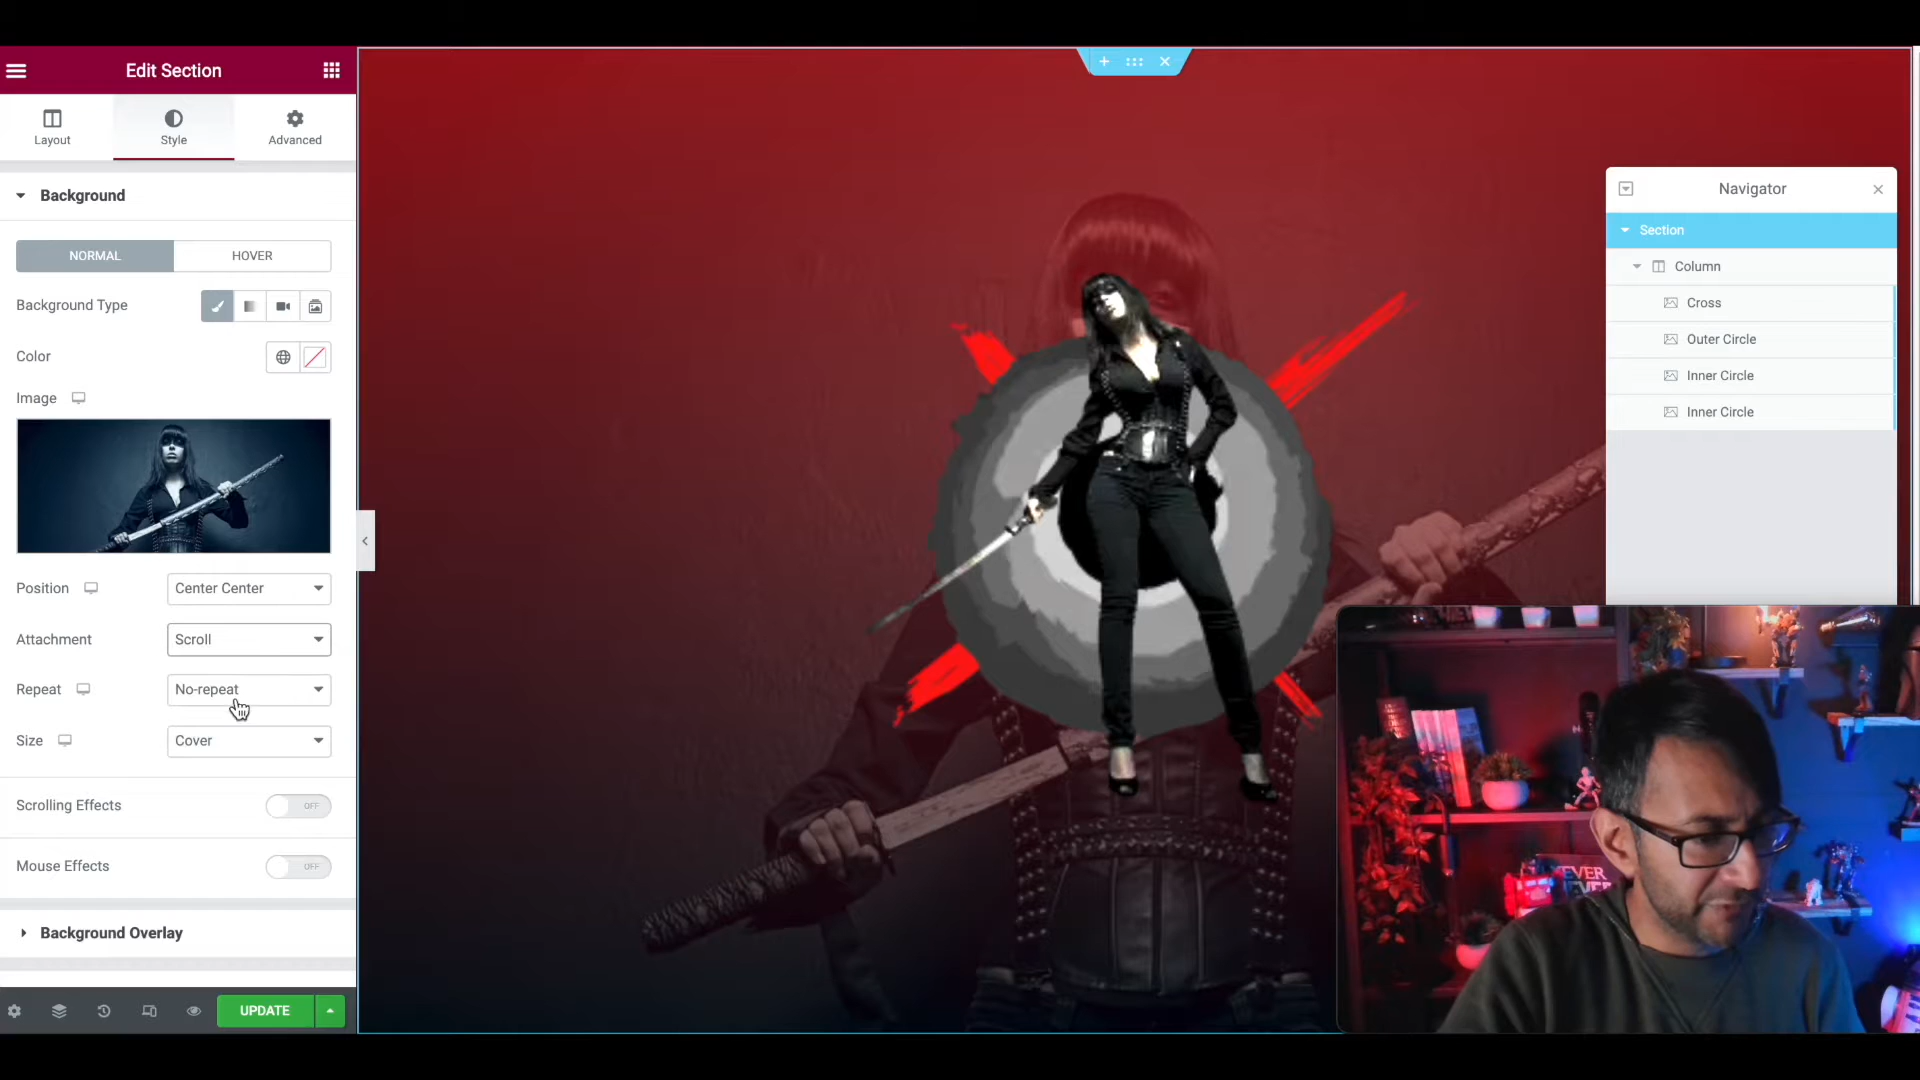 Edit Section
Layout
Style
Advanced
Background
NORMAL
HOVER
Background Type
Color
Image
Position
Center Center
Attachment
Scroll
Repeat
No-repeat
Size
Cover
Scrolling Effects
OFF
Mouse Effects
OFF
Background Overlay
UPDATE
Navigator
Section
Column
Cross
Outer Circle
Inner Circle
Inner Circle